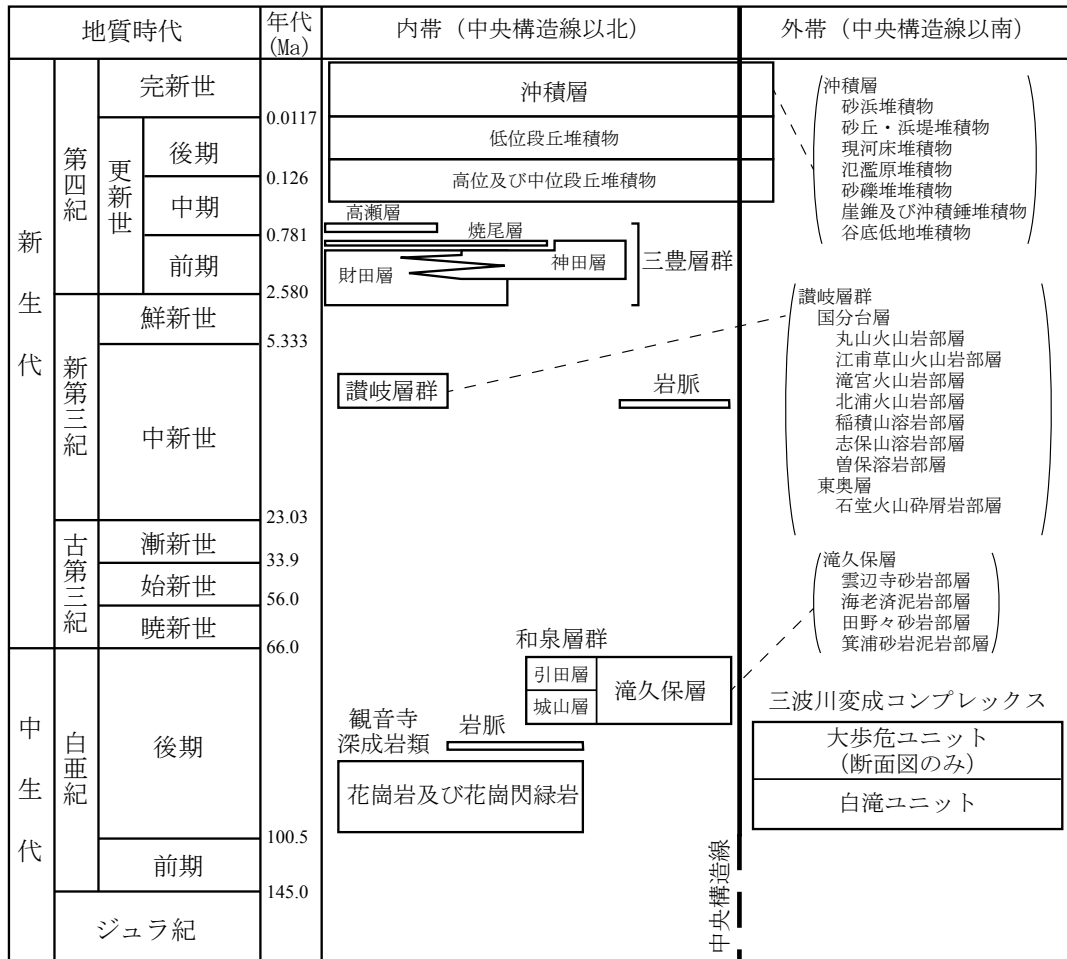 地質時代
年代
(Ma)
内帯（中央構造線以北）
外帯（中央構造線以南）
新生代
第四紀
完新世
0.0117
更新世
後期
0.126
中期
0.781
前期
2.580
新第三紀
鮮新世
5.333
中新世
23.03
古第三紀
漸新世
33.9
始新世
56.0
暁新世
66.0
中生代
白亜紀
後期
100.5
前期
145.0
ジュラ紀
沖積層
低位段丘堆積物
高位及び中位段丘堆積物
高瀬層
焼尾層
財田層
神田層
三豊層群
讃岐層群
岩脈
和泉層群
引田層
城山層
滝久保層
観音寺
深成岩類
岩脈
花崗岩及び花崗閃緑岩
中央構造線
沖積層
砂浜堆積物
砂丘・浜堤堆積物
現河床堆積物
氾濫原堆積物
砂礫堆堆積物
崖錐及び沖積錘堆積物
谷底低地堆積物
讃岐層群
国分台層
丸山火山岩部層
江甫草山火山岩部層
滝宮火山岩部層
北浦火山岩部層
稲積山溶岩部層
志保山溶岩部層
曽保溶岩部層
東奥層
石堂火山砕屑岩部層
滝久保層
雲辺寺砂岩部層
海老済泥岩部層
田野々砂岩部層
箕浦砂岩泥岩部層
三波川変成コンプレックス
大歩危ユニット
（断面図のみ）
白滝ユニット